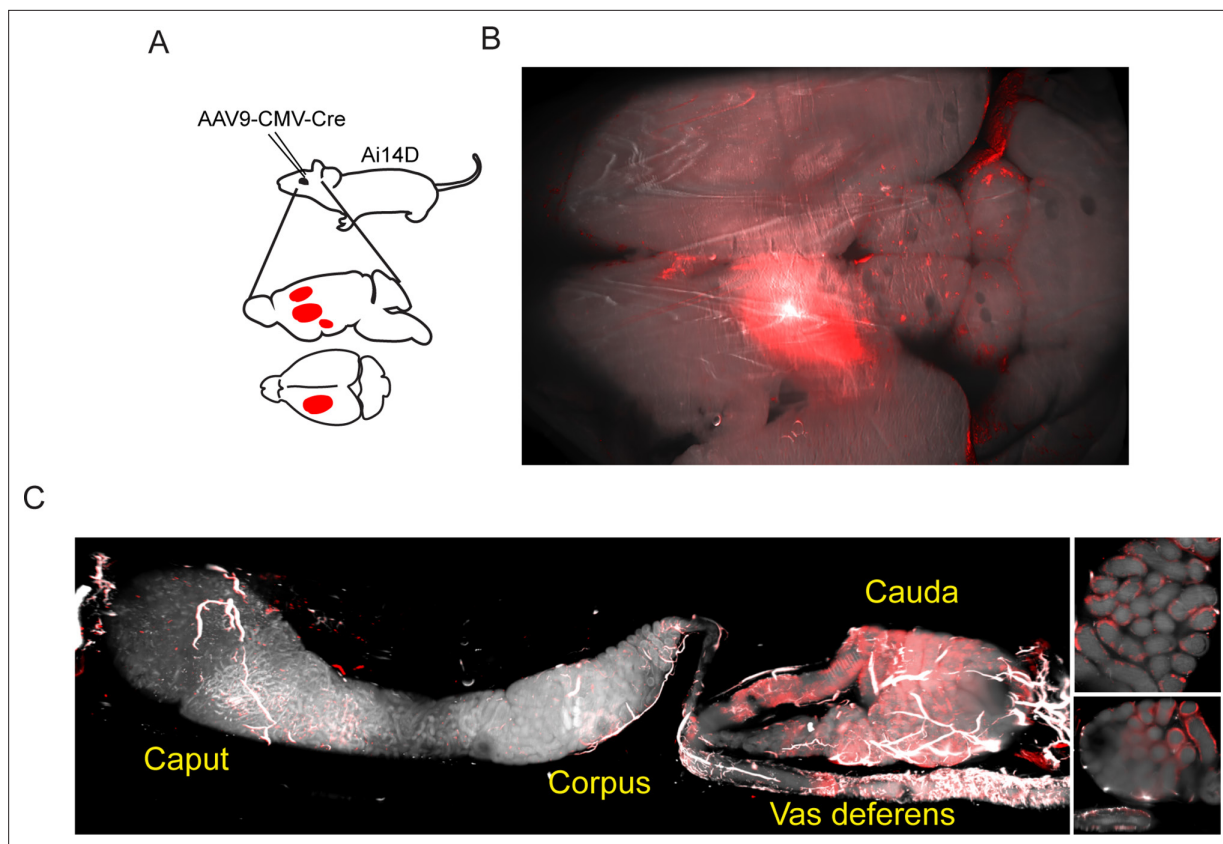 A
B
AAV9-CMV-Cre
Ai14D
C
Cauda
Caput
Corpus
Vas deferens